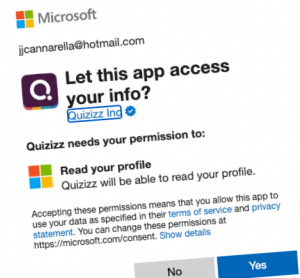 Microsoft
jjcannarella@hotmail.com
Let this app access
your info?
Quizizz Inc
Quizizz needs your permission to:
Read your profile
Quizizz will be able to read your profile.
Accepting these permissions means that you allow this app to
use your data as specified in their terms of service and privacy
statement. You can change these permissions at
https://microsoft.com/consent. Show details
No
Yes